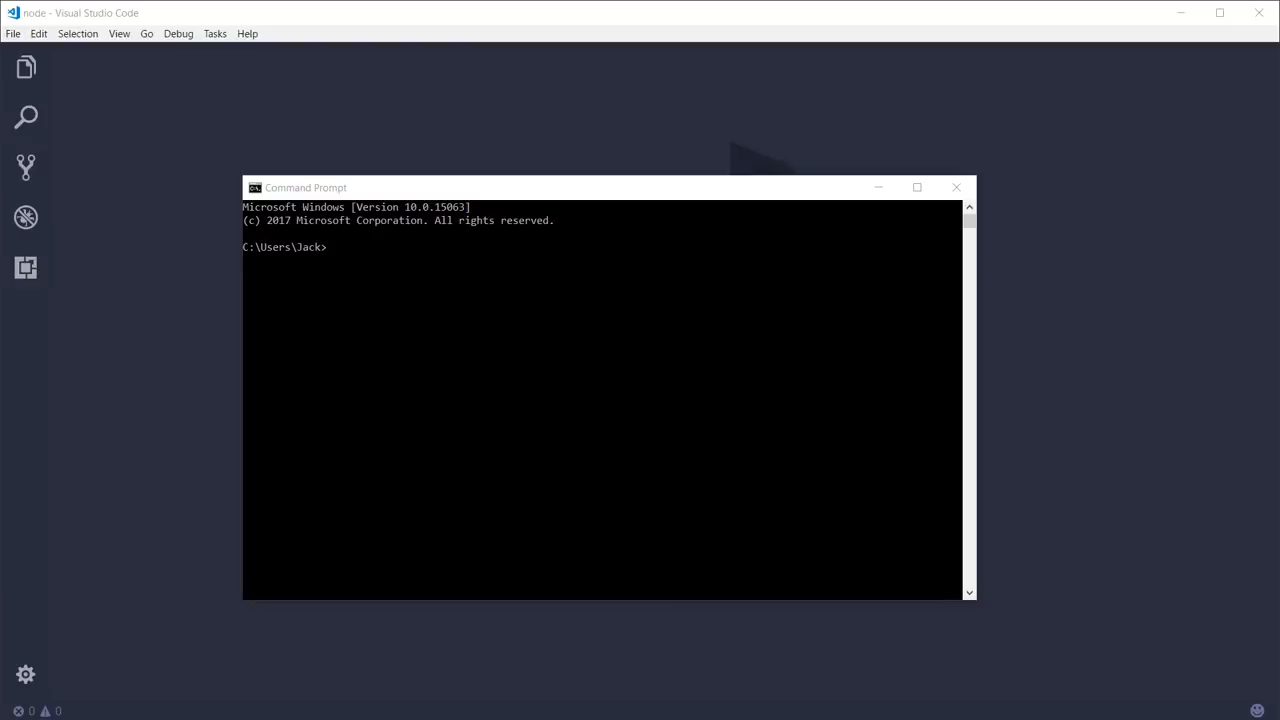 node - Visual Studio Code
File Edit Selection View Go Debug Tasks Help
Command Prompt
Microsoft Windows [Version 10.0.15063]
(c) 2017 Microsoft Corporation. All rights reserved.
C:\Users\Jack>
0 0